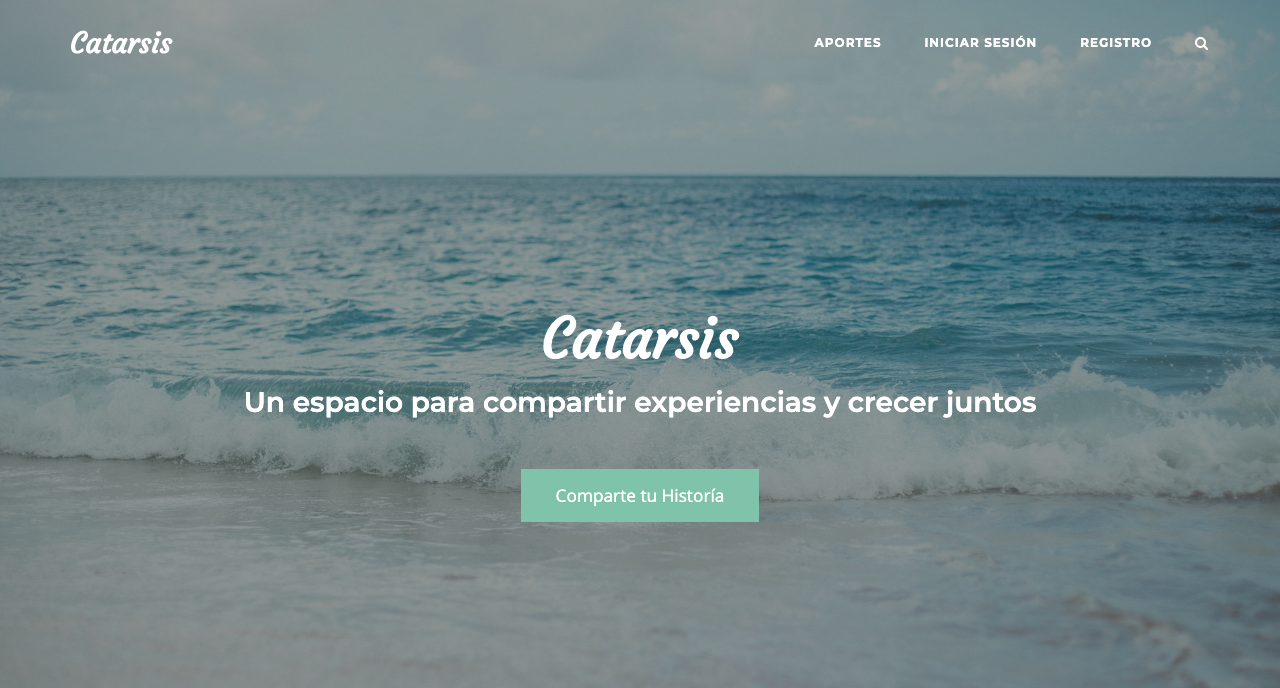 Catarsis
APORTES INICIAR SESIÓN REGISTRO
Catarsis
Un espacio para compartir experiencias y crecer juntos
Comparte tu Historía